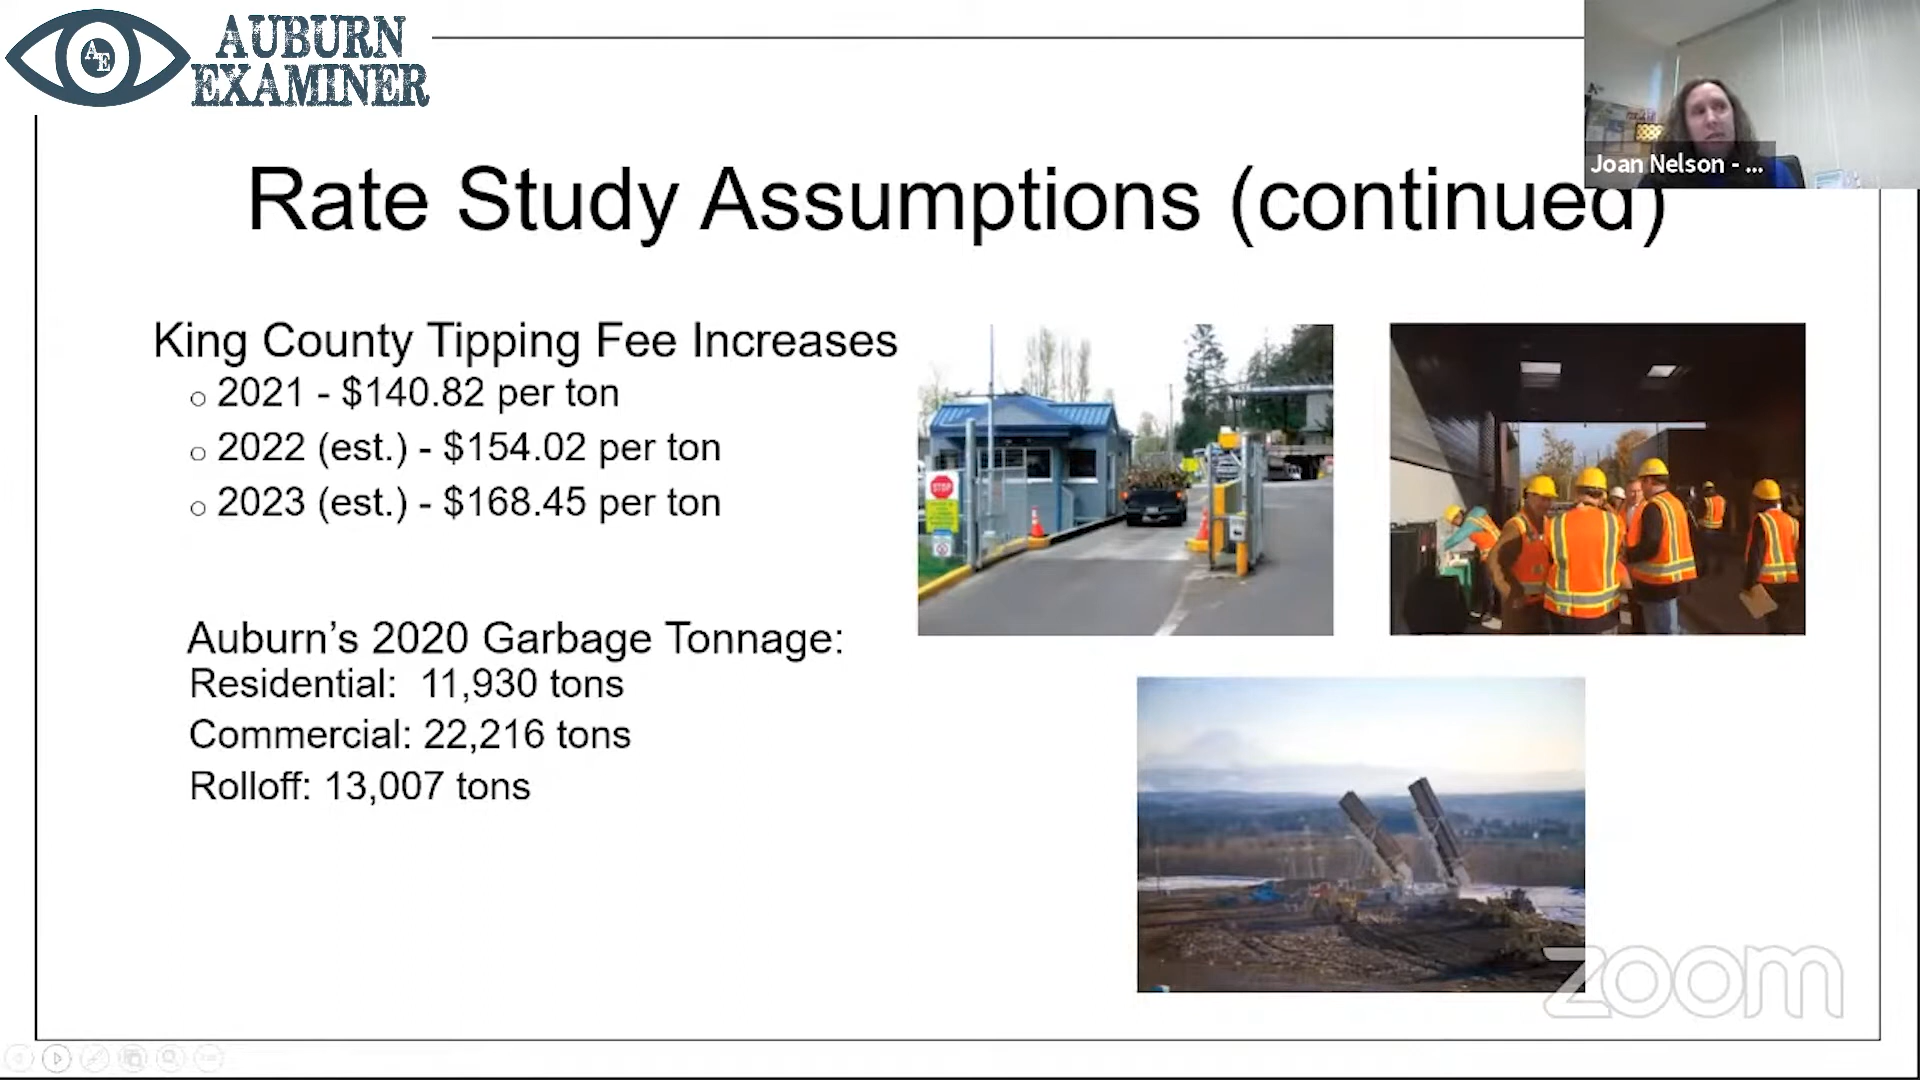 AUBURN
EXAMINER
AE
Joan Nelson - ...
Rate Study Assumptions (continued)
King County Tipping Fee Increases
2021 - $140.82 per ton
2022 (est.) - $154.02 per ton
2023 (est.) - $168.45 per ton
STOP
Auburn’s 2020 Garbage Tonnage:
Residential: 11,930 tons
Commercial: 22,216 tons
Rolloff: 13,007 tons
zoom